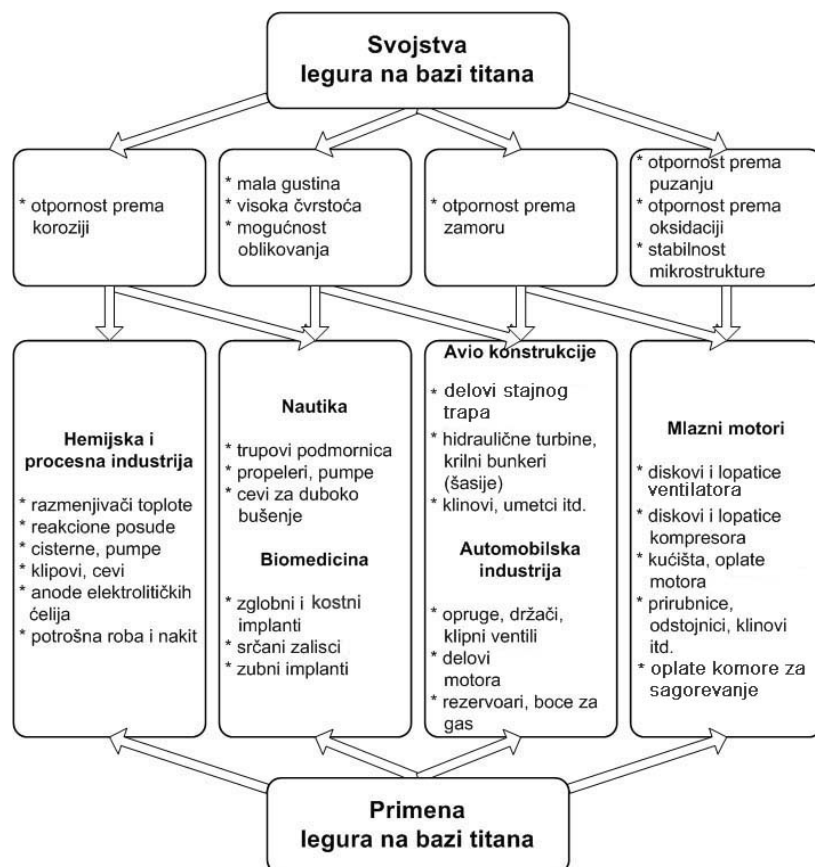 Svojstva
legura na bazi titana
* otpornost prema
koroziji
* mala gustina
* visoka čvrstoća
* mogućnost
oblikovanja
* otpornost prema
zamoru
* otpornost prema
puzanju
* otpornost prema
oksidaciji
* stabilnost
mikrostrukture
Hemijska i
procesna industrija
* razmenjivači toplote
* reakcione posude
* cisterne, pumpe
* klipovi, cevi
* anode elektrolitičkih
ćelija
* potrošna roba i nakit
Nautika
* trupovi podmornica
* propeleri, pumpe
* cevi za duboko
bušenje
Biomedicina
* zglobni i kostni
implanti
* srčani zalisci
* zubni implanti
Avio konstrukcije
* delovi stajnog
trapa
* hidraulične turbine,
krilni bunkeri
(šasije)
* klinovi, umetci itd.
Automobilska
industrija
* opruge, držači,
klipni ventili
* delovi
motora
* rezervoari, boce za
gas
Mlazni motori
* diskovi i lopatice
ventilatora
* diskovi i lopatice
kompresora
* kućišta, oplate
motora
* prirubnice,
odstojnici, klinovi
itd.
* oplate komore za
sagorevanje
Primena
legura na bazi titana